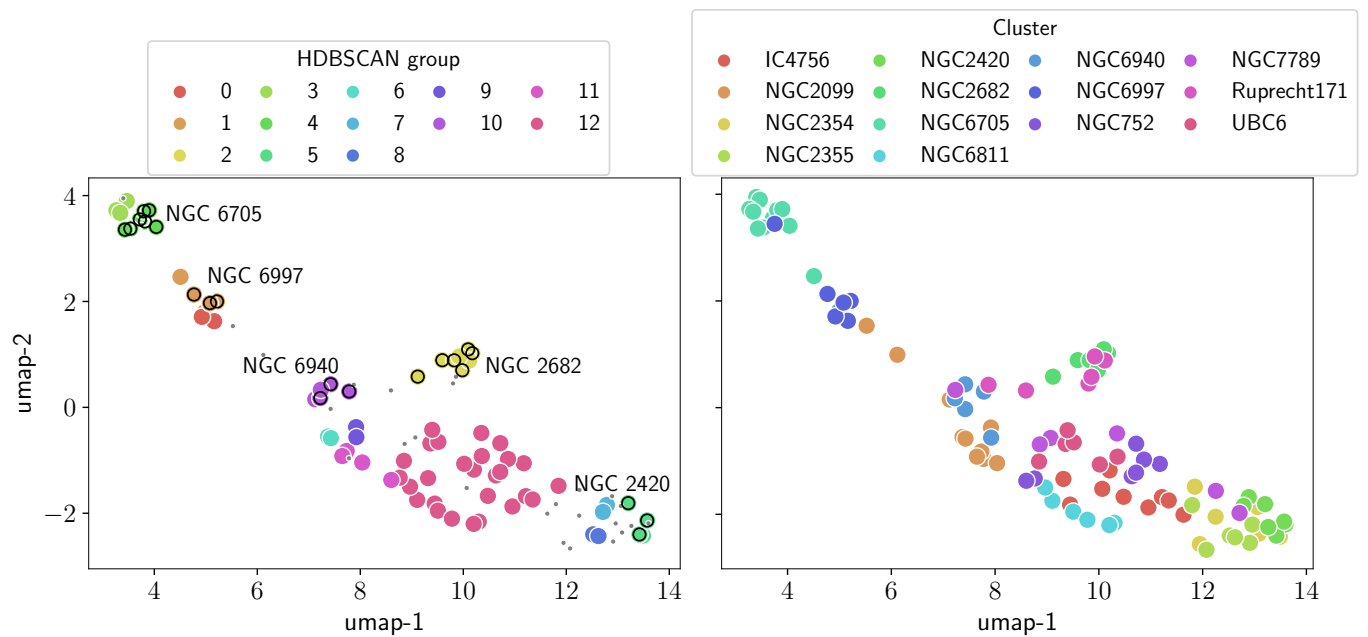 HDBSCAN group
0 3 6 9 11
1 4 7 10 12
2 5 8
Cluster
IC4756 NGC2420 NGC6940 NGC7789
NGC2099 NGC2682 NGC6997 Ruprecht171
NGC2354 NGC6705 NGC752 UBC6
NGC2355 NGC6811
NGC 6705
NGC 6997
NGC 6940
NGC 2682
NGC 2420
4
2
0
−2
umap-2
4 6 8 10 12 14
umap-1
4 6 8 10 12 14
umap-1